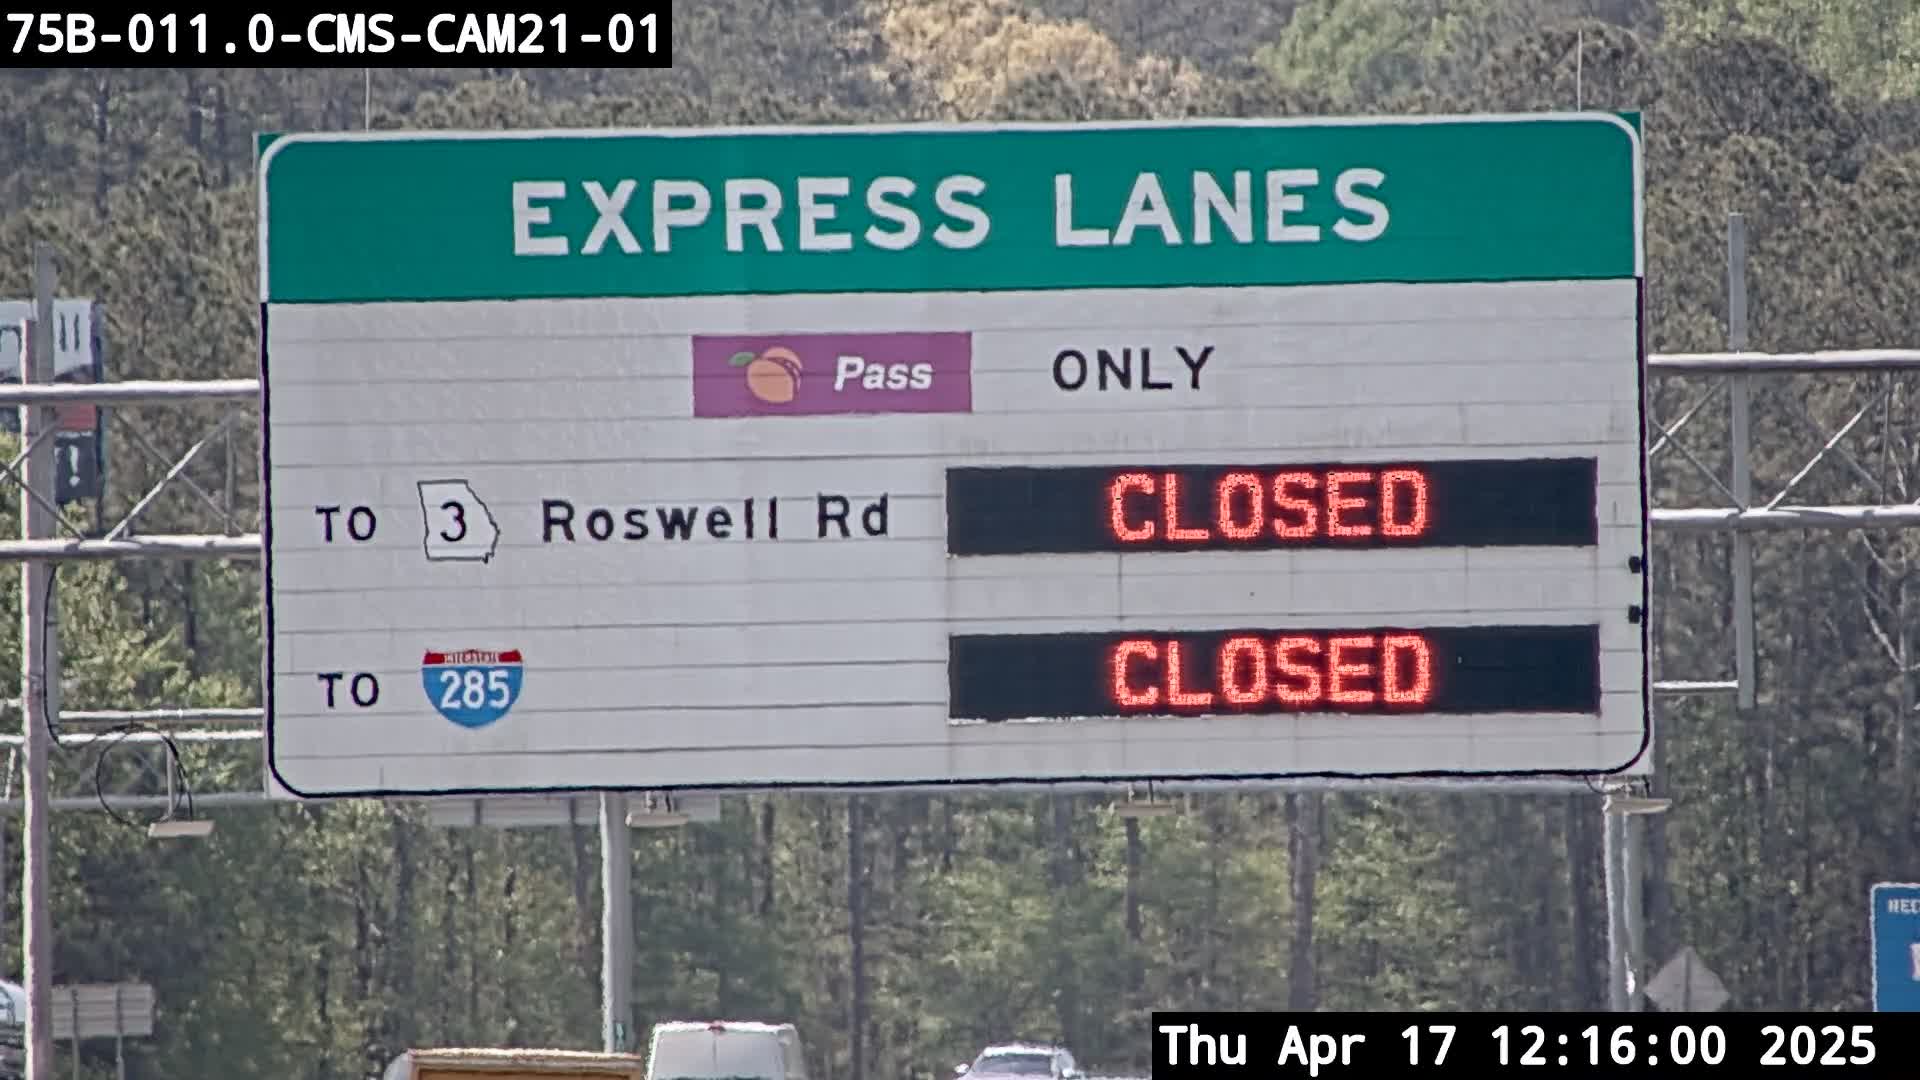 75B-011.0-CMS-CAM21-01
EXPRESS LANES
Pass ONLY
TO 3 Roswell Rd CLOSED
INTERSTATE
TO 285 CLOSED
Thu Apr 17 12:16:00 2025